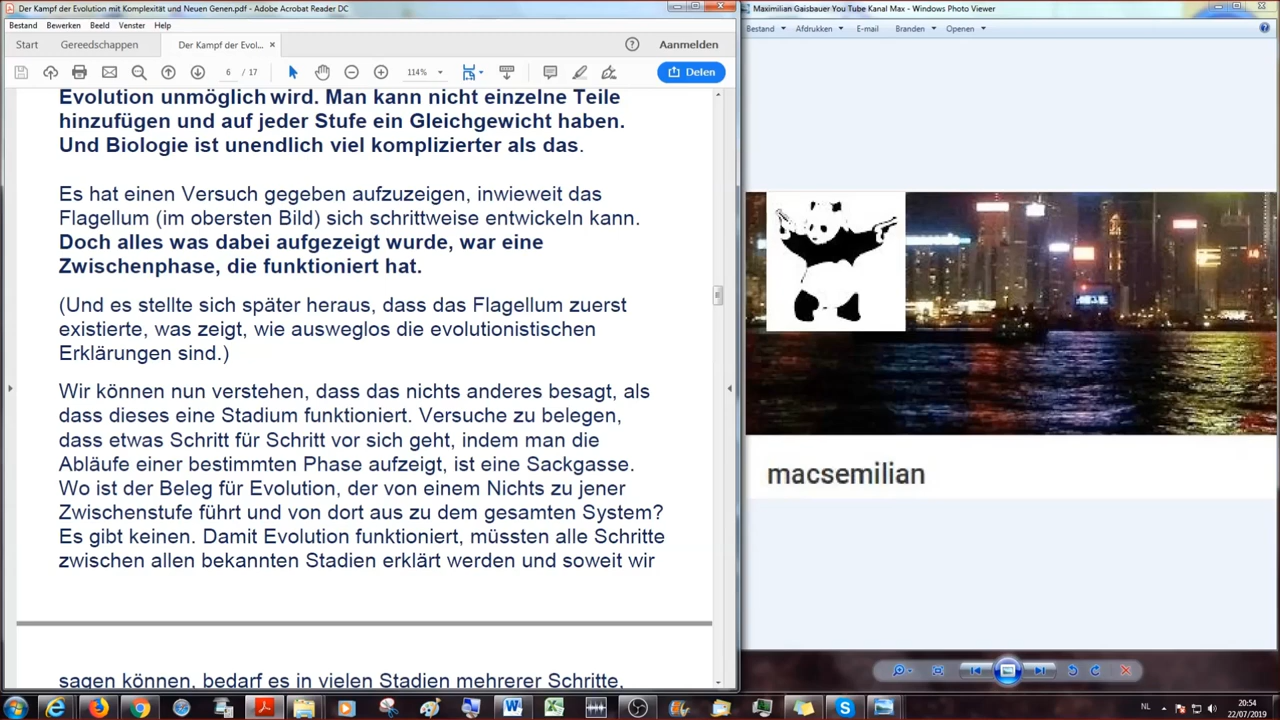 Der Kampf der Evolution mit Komplexität und Neuen Genen.pdf - Adobe Acrobat Reader DC
Bestand Bewerken Beeld Venster Help
Start Gereedschappen Der Kampf der Evol... × Aanmelden
6 / 17 114% Delen
Evolution unmöglich wird. Man kann nicht einzelne Teile
hinzufügen und auf jeder Stufe ein Gleichgewicht haben.
Und Biologie ist unendlich viel komplizierter als das.
Es hat einen Versuch gegeben aufzuzeigen, inwieweit das
Flagellum (im obersten Bild) sich schrittweise entwickeln kann.
Doch alles was dabei aufgezeigt wurde, war eine
Zwischenphase, die funktioniert hat.
(Und es stellte sich später heraus, dass das Flagellum zuerst
existierte, was zeigt, wie ausweglos die evolutionistischen
Erklärungen sind.)
Wir können nun verstehen, dass das nichts anderes besagt, als
dass dieses eine Stadium funktioniert. Versuche zu belegen,
dass etwas Schritt für Schritt vor sich geht, indem man die
Abläufe einer bestimmten Phase aufzeigt, ist eine Sackgasse.
Wo ist der Beleg für Evolution, der von einem Nichts zu jener
Zwischenstufe führt und von dort aus zu dem gesamten System?
Es gibt keinen. Damit Evolution funktioniert, müssten alle Schritte
zwischen allen bekannten Stadien erklärt werden und soweit wir
sagen können, bedarf es in vielen Stadien mehrerer Schritte,
Maximilian Gaisbauer You Tube Kanal Max - Windows Photo Viewer
Bestand Afdrukken E-mail Branden Openen
macsemilian
NL 20:54
22/07/2019